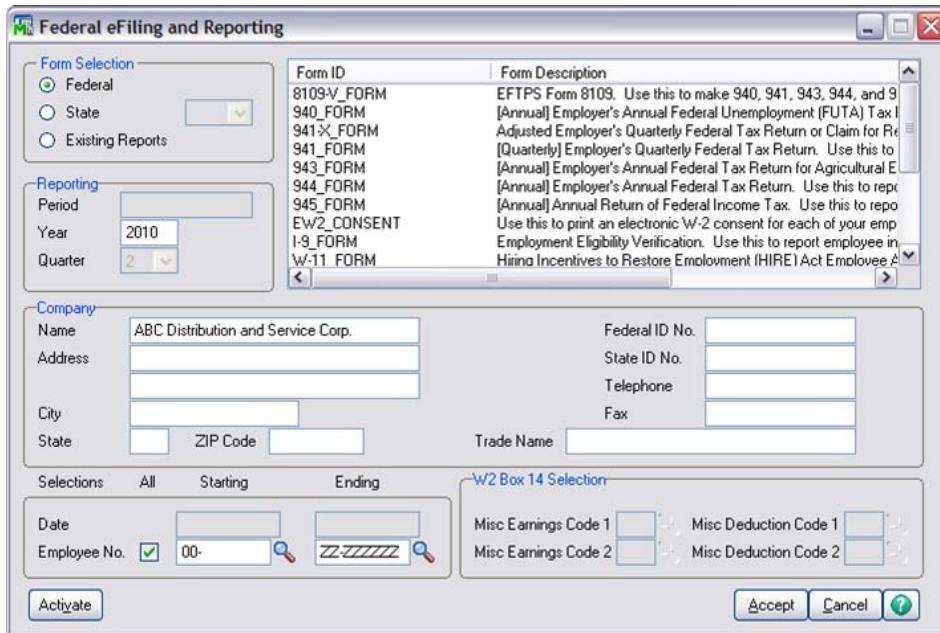 Federal eFiling and Reporting
Form Selection
Federal
State
Existing Reports
Form ID Form Description
8109-V_FORM EFTPS Form 8109. Use this to make 940, 941, 943, 944, and 9
940_FORM [Annual] Employer's Annual Federal Unemployment (FUTA) Tax
941-X_FORM Adjusted Employer's Quarterly Federal Tax Return or Claim for Re
941_FORM [Quarterly] Employer's Quarterly Federal Tax Return. Use this to
943_FORM [Annual] Employer's Annual Federal Tax Return for Agricultural E
944_FORM [Annual] Employer's Annual Federal Tax Return. Use this to repo
945_FORM [Annual] Annual Return of Federal Income Tax. Use this to repo
EW2_CONSENT Use this to print an electronic W-2 consent for each of your emp
I-9_FORM Employment Eligibility Verification. Use this to report employee in
W-11_FORM Hiring Incentives to Restore Employment (HIRE) Act Employee A
Reporting
Period
Year 2010
Quarter 2
Company
Name ABC Distribution and Service Corp.
Federal ID No.
Address
State ID No.
Telephone
City
Fax
State ZIP Code Trade Name
Selections All Starting Ending
Date
Employee No. 00- ZZ-ZZZZZZ
W2 Box 14 Selection
Misc Earnings Code 1 Misc Deduction Code 1
Misc Earnings Code 2 Misc Deduction Code 2
Activate Accept Cancel ?